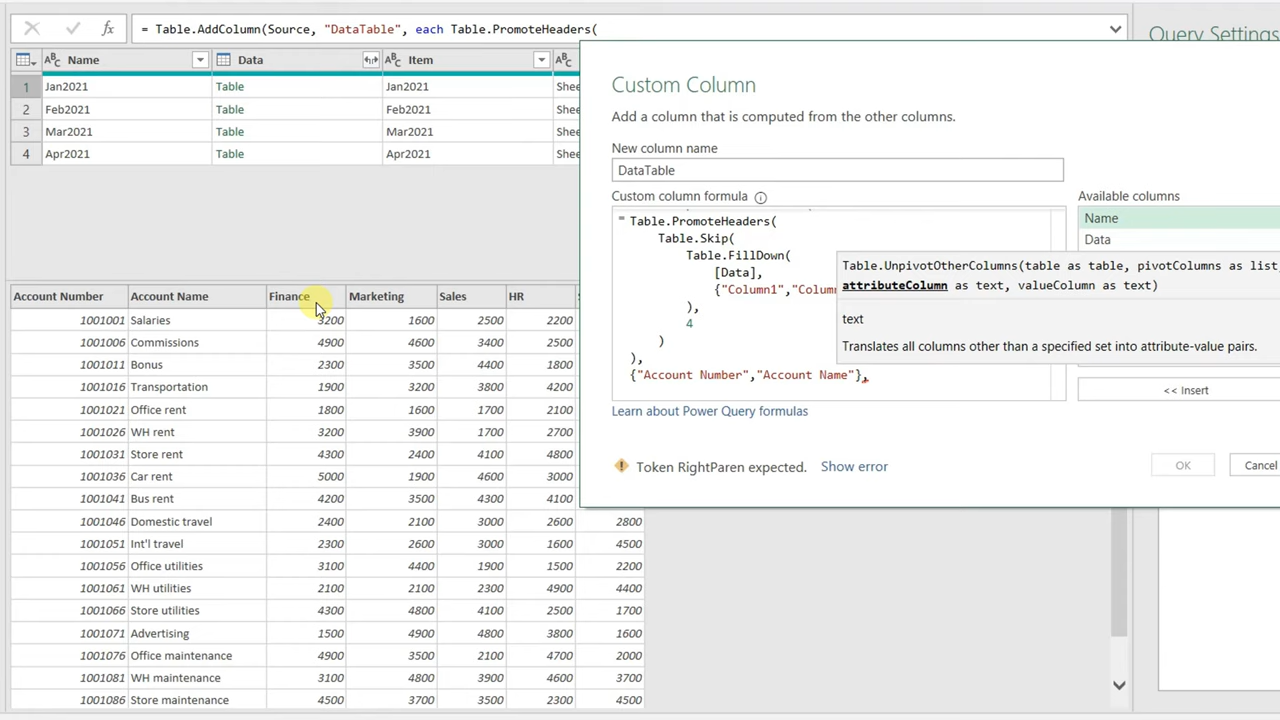 = Table.AddColumn(Source, "DataTable", each Table.PromoteHeaders(
Query Settings
Name Data Item
1 Jan2021 Table Jan2021 Shee
2 Feb2021 Table Feb2021 Shee
3 Mar2021 Table Mar2021 Shee
4 Apr2021 Table Apr2021 Shee
Custom Column
Add a column that is computed from the other columns.
New column name
DataTable
Custom column formula
Available columns
= Table.PromoteHeaders(
Table.Skip(
Table.FillDown(
[Data],
{"Column1","Colum
),
4
)
),
{"Account Number","Account Name"},
Name
Data
Table.UnpivotOtherColumns(table as table, pivotColumns as list,
attributeColumn as text, valueColumn as text)
text
Translates all columns other than a specified set into attribute-value pairs.
<< Insert
Learn about Power Query formulas
Token RightParen expected. Show error
OK
Cancel
Account Number Account Name Finance Marketing Sales HR
1001001 Salaries 3200 1600 2500 2200
1001006 Commissions 4900 4600 3400 2500
1001011 Bonus 2300 3500 4400 1800
1001016 Transportation 1900 3200 3800 4200
1001021 Office rent 1800 1600 1700 2100
1001026 WH rent 3200 3900 1700 2700
1001031 Store rent 4300 2400 4100 4800
1001036 Car rent 5000 1900 4600 3000
1001041 Bus rent 4200 3500 4300 4100
1001046 Domestic travel 2400 2100 3000 2600 2800
1001051 Int'l travel 2300 2600 3000 1600 4500
1001056 Office utilities 3100 4400 1900 1500 2200
1001061 WH utilities 2100 2100 2300 4900 4400
1001066 Store utilities 4300 4800 4100 2500 1700
1001071 Advertising 1500 4900 4800 3800 1600
1001076 Office maintenance 4900 3500 2100 4700 2000
1001081 WH maintenance 3100 4800 3900 4600 3700
1001086 Store maintenance 4500 3700 3500 2300 4500